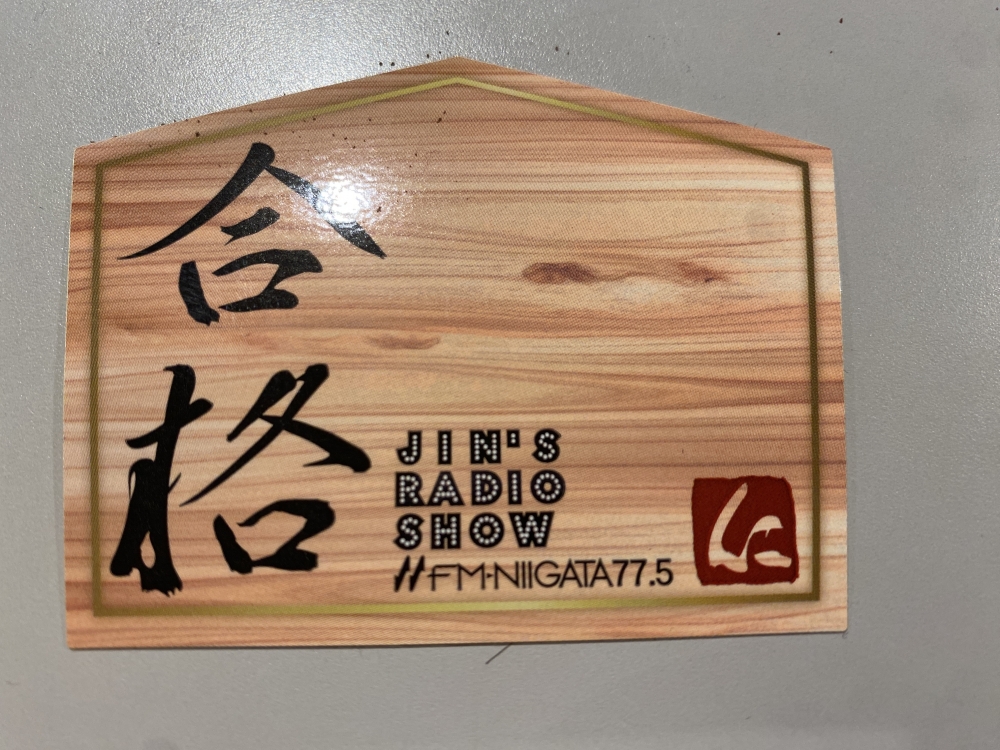 合格
JIN'S
RADIO
SHOW
FM-NIIGATA77.5